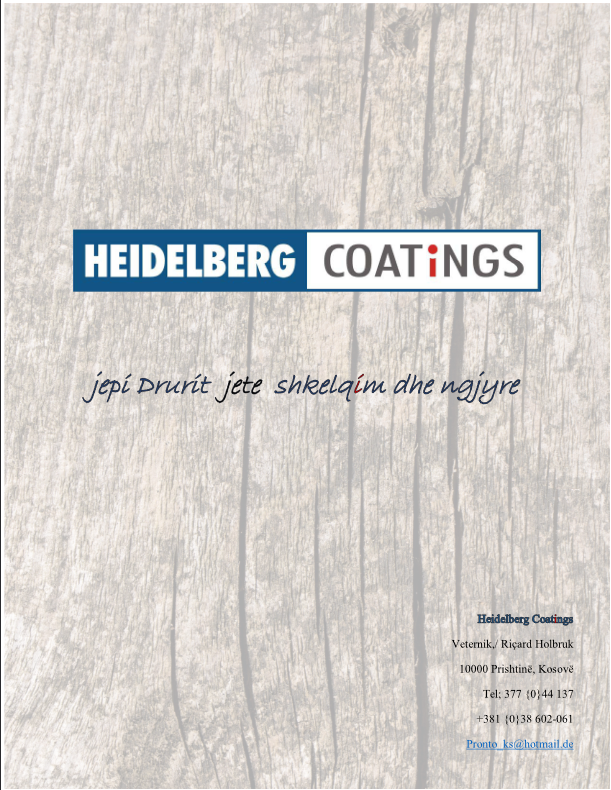 HEIDELBERG COATiNGS
jepi Drurit jete shkelqim dhe ngjyre
Heidelberg Coatings
Veternik,/ Riçard Holbruk
10000 Prishtinë, Kosovë
Tel; 377 {0}44 137
+381 {0}38 602-061
Pronto_ks@hotmail.de